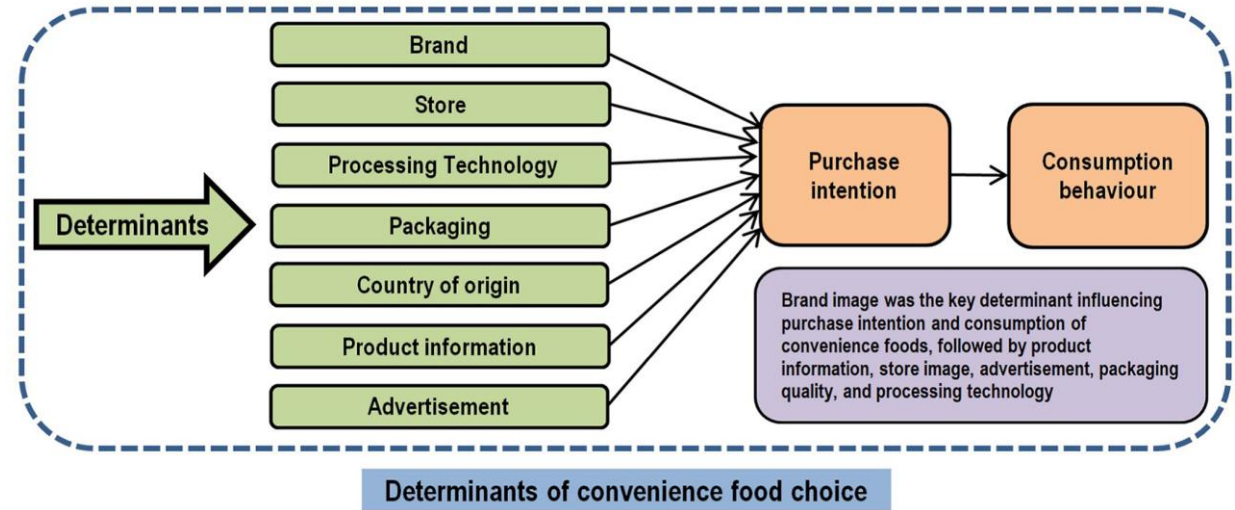 Determinants
Brand
Store
Processing Technology
Packaging
Country of origin
Product information
Advertisement
Purchase
intention
Consumption
behaviour
Brand image was the key determinant influencing
purchase intention and consumption of
convenience foods, followed by product
information, store image, advertisement, packaging
quality, and processing technology
Determinants of convenience food choice